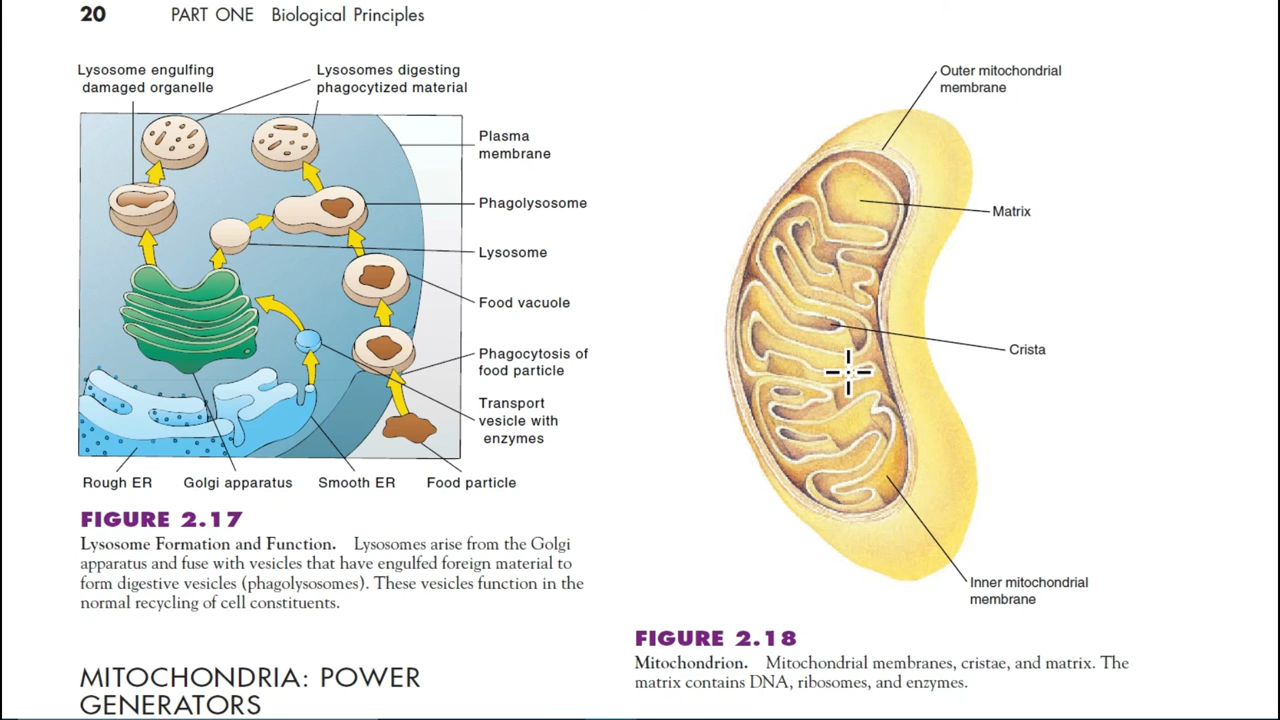 20 PART ONE Biological Principles
Lysosome engulfing
damaged organelle
Lysosomes digesting
phagocytized material
Plasma
membrane
Phagolysosome
Lysosome
Food vacuole
Phagocytosis of
food particle
Transport
vesicle with
enzymes
Rough ER
Golgi apparatus
Smooth ER
Food particle
FIGURE 2.17
Lysosome Formation and Function. Lysosomes arise from the Golgi
apparatus and fuse with vesicles that have engulfed foreign material to
form digestive vesicles (phagolysosomes). These vesicles function in the
normal recycling of cell constituents.
MITOCHONDRIA: POWER
GENERATORS
Outer mitochondrial
membrane
Matrix
Crista
Inner mitochondrial
membrane
FIGURE 2.18
Mitochondrion. Mitochondrial membranes, cristae, and matrix. The
matrix contains DNA, ribosomes, and enzymes.